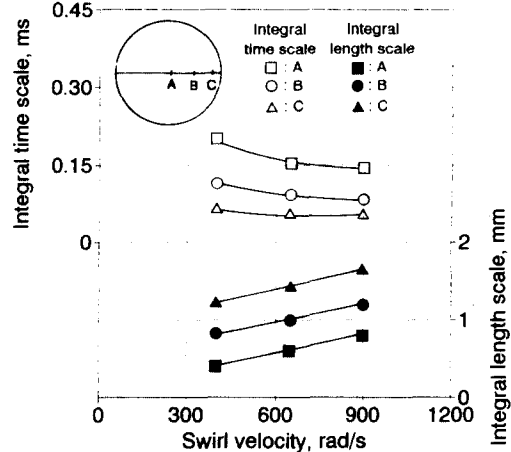 Integral time scale, ms
0.45
0.30
0.15
0
A B C
Integral time scale
□ : A
○ : B
△ : C
Integral length scale
■ : A
● : B
▲ : C
2
1
0
Integral length scale, mm
0 300 600 900 1200
Swirl velocity, rad/s